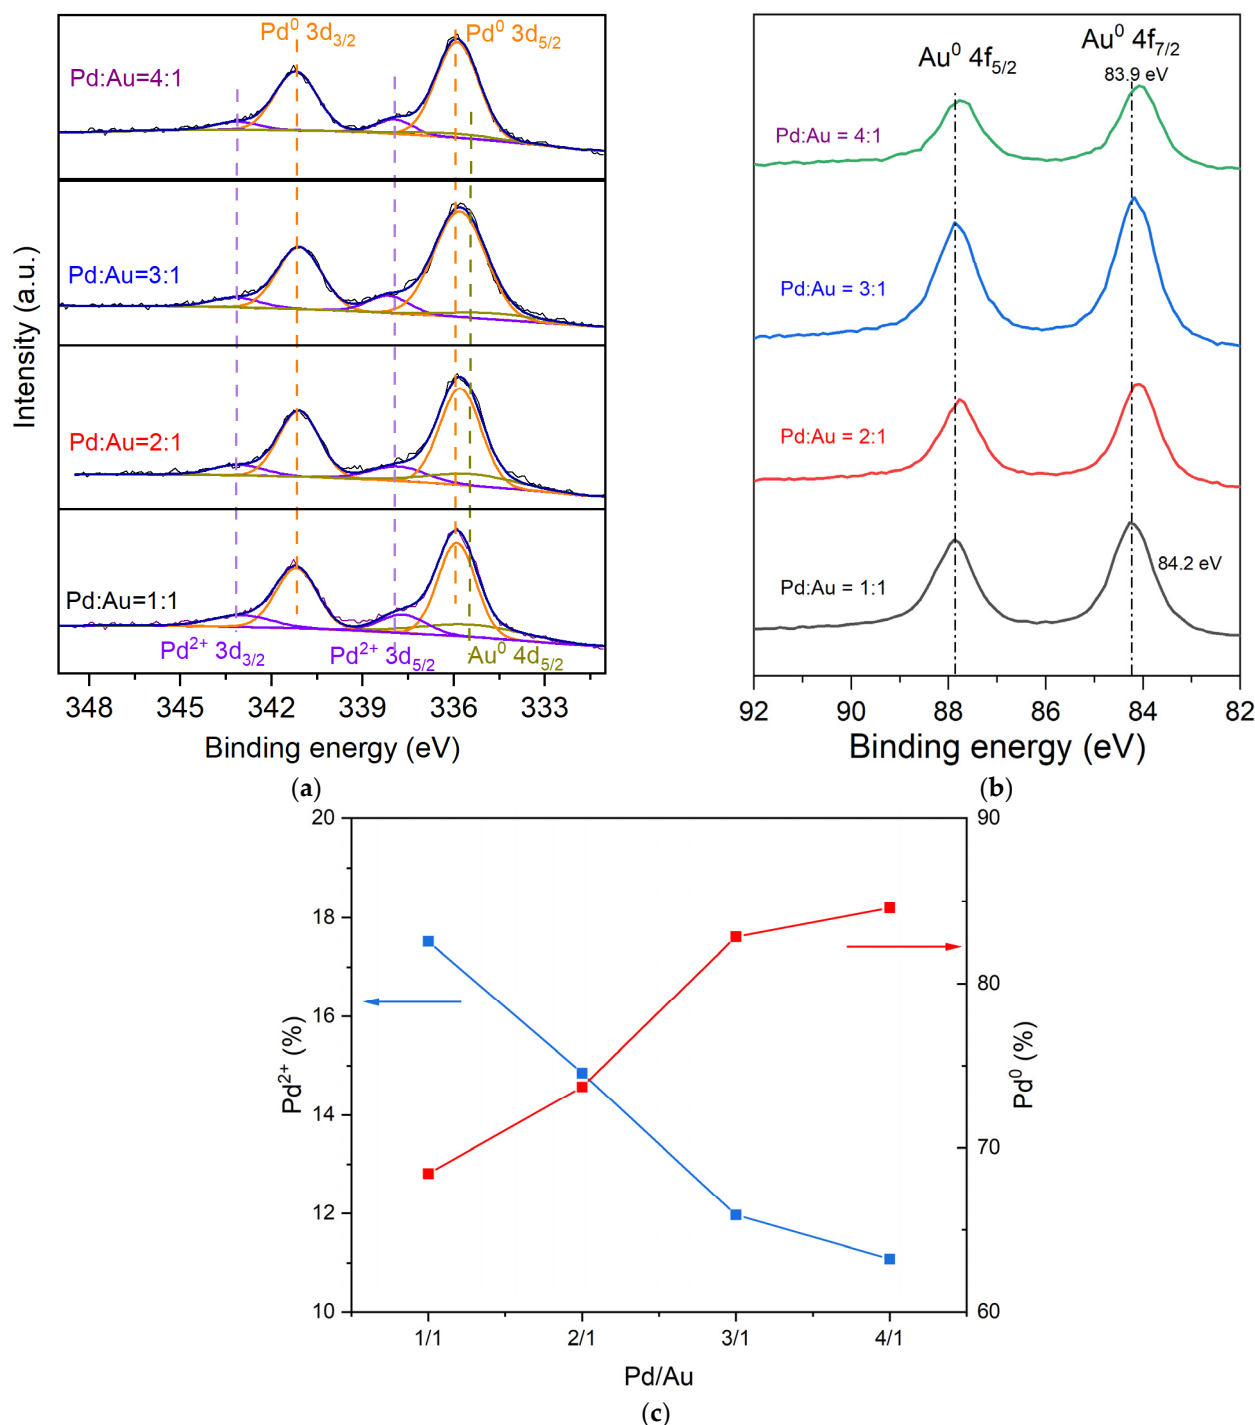 Pd⁰ 3d3/2
Pd⁰ 3d5/2
Pd:Au=4:1
Pd:Au=3:1
Pd:Au=2:1
Pd:Au=1:1
Pd²⁺ 3d3/2
Pd²⁺ 3d5/2
Au⁰ 4d5/2
Intensity (a.u.)
348 345 341 339 336 333
Binding energy (eV)
(a)
Au⁰ 4f5/2
Au⁰ 4f7/2
83.9 eV
Pd:Au = 4:1
Pd:Au = 3:1
Pd:Au = 2:1
Pd:Au = 1:1
84.2 eV
92 90 88 86 84 82
Binding energy (eV)
(b)
20
18
16
14
12
10
Pd²⁺ (%)
90
80
70
60
Pd⁰ (%)
1/1 2/1 3/1 4/1
Pd/Au
(c)